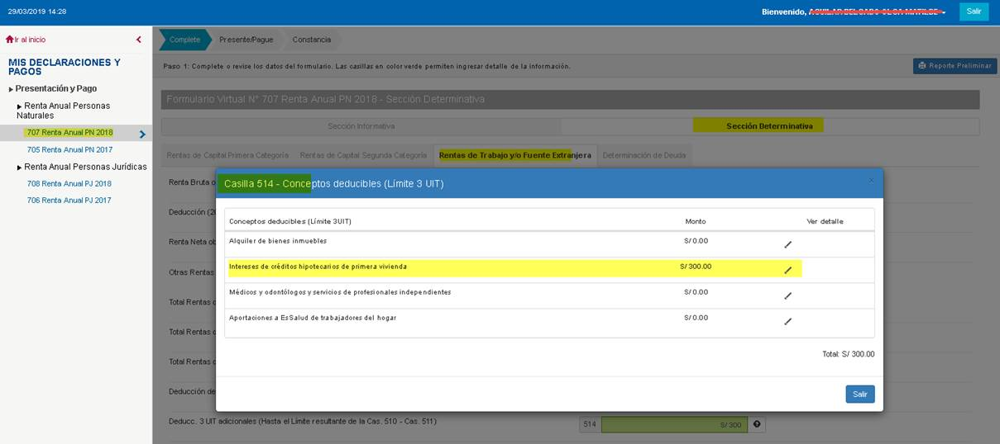 29/03/2019 14:28
Bienvenido,
Salir
Ir al inicio
MIS DECLARACIONES Y
PAGOS
Presentación y Pago
Renta Anual Personas
Naturales
707 Renta Anual PN 2018
705 Renta Anual PN 2017
Renta Anual Personas Jurídicas
708 Renta Anual PJ 2018
706 Renta Anual PJ 2017
Complete
Presente/Pague
Constancia
Paso 1: Complete o revise los datos del formulario. Las casillas en color verde permiten ingresar detalle de la información.
Reporte Preliminar
Formulario Virtual N° 707 Renta Anual PN 2018 - Sección Determinativa
Sección Informativa
Sección Determinativa
Rentas de Capital Primera Categoría
Rentas de Capital Segunda Categoría
Rentas de Trabajo y/o Fuente Extranjera
Determinación de Deuda
Renta Bruta o
Deducción (20
Renta Neta ob
Otras Rentas
Total Rentas d
Total Rentas d
Total Rentas d
Deducción de
Casilla 514 - Conceptos deducibles (Límite 3 UIT)
×
Conceptos deducibles (Límite 3UIT) Monto Ver detalle
Alquiler de bienes inmuebles S/ 0.00
Intereses de créditos hipotecarios de primera vivienda S/ 300.00
Médicos y odontólogos y servicios de profesionales independientes S/ 0.00
Aportaciones a EsSalud de trabajadores del hogar S/ 0.00
Total: S/ 300.00
Salir
Deducc. 3 UIT adicionales (Hasta el Límite resultante de la Cas. 510 - Cas. 511) 514 S/ 300